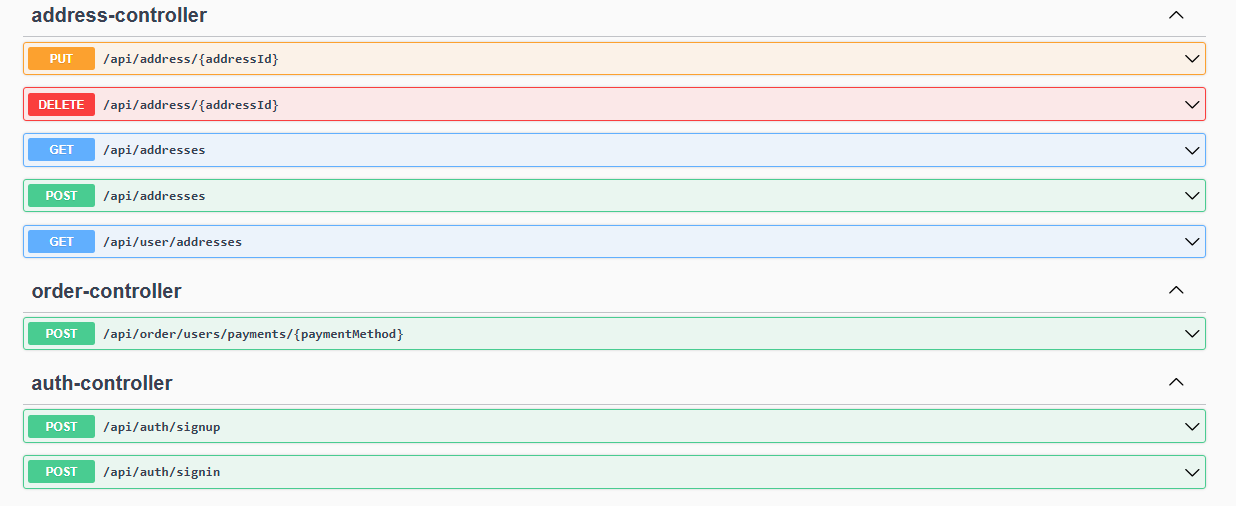 address-controller
PUT /api/address/{addressId}
DELETE /api/address/{addressId}
GET /api/addresses
POST /api/addresses
GET /api/user/addresses
order-controller
POST /api/order/users/payments/{paymentMethod}
auth-controller
POST /api/auth/signup
POST /api/auth/signin